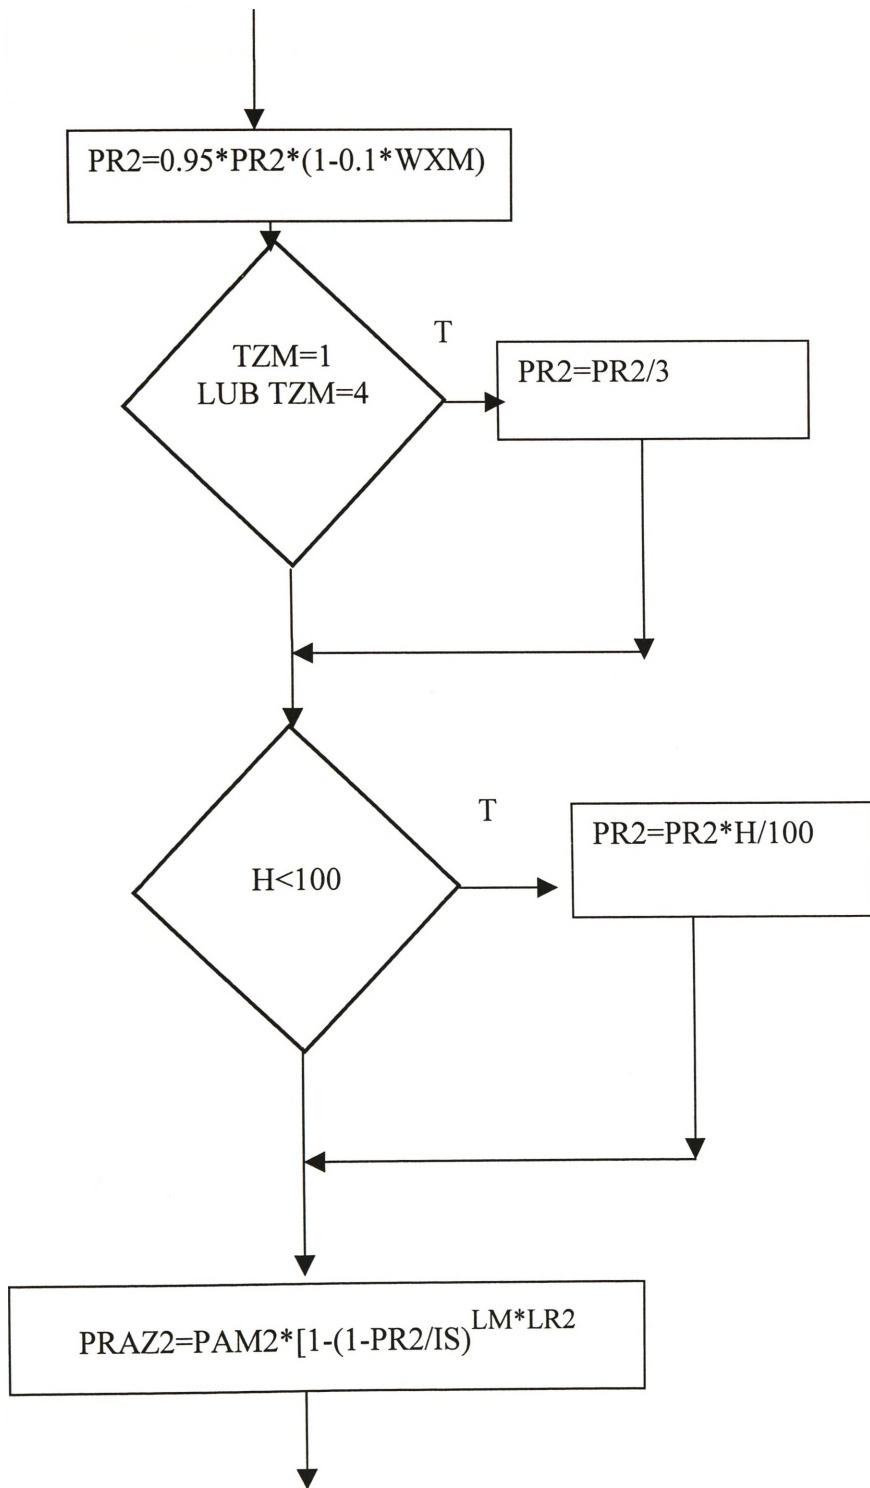 PR2=0.95*PR2*(1-0.1*WXM)
TZM=1
LUB TZM=4
T
PR2=PR2/3
H<100
T
PR2=PR2*H/100
PRAZ2=PAM2*[1-(1-PR2/IS)^LM*LR2